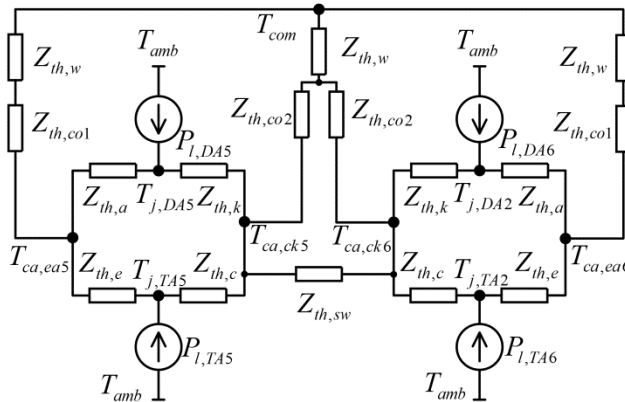 T_com
T_amb
T_amb
Z_th,w
Z_th,w
Z_th,w
Z_th,co2
Z_th,co2
Z_th,co1
Z_th,co1
P_l,DA5
P_l,DA6
Z_th,a
T_j,DA5
Z_th,k
Z_th,k
T_j,DA2
Z_th,a
T_ca,ea5
T_ca,ck5
T_ca,ck6
T_ca,ea6
Z_th,e
T_j,TA5
Z_th,c
Z_th,c
T_j,TA2
Z_th,e
Z_th,sw
P_l,TA5
P_l,TA6
T_amb
T_amb